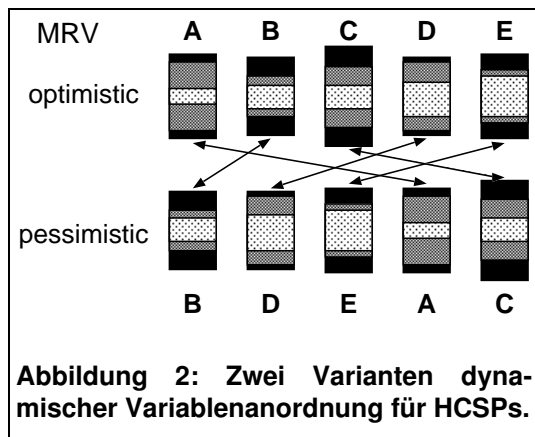 MRV A B C D E
optimistic
pessimistic
B D E A C
Abbildung 2: Zwei Varianten dyna-
mischer Variablenanordnung für HCSPs.